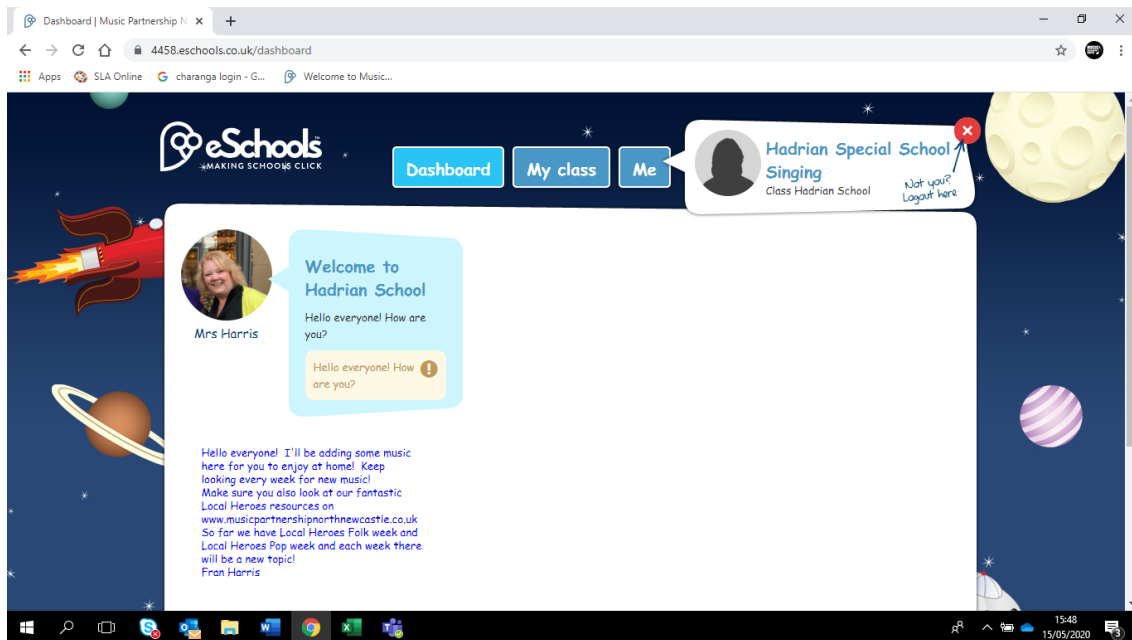 Dashboard | Music Partnership N
4458.eschools.co.uk/dashboard
Apps
SLA Online
charanga login - G...
Welcome to Music...
eSchools
MAKING SCHOOLS CLICK
Dashboard
My class
Me
Hadrian Special School
Singing
Class Hadrian School
Not you?
Logout here
Mrs Harris
Welcome to
Hadrian School
Hello everyone! How are
you?
Hello everyone! How
are you?
Hello everyone! I'll be adding some music
here for you to enjoy at home! Keep
looking every week for new music!
Make sure you also look at our fantastic
Local Heroes resources on
www.musicpartnershipnorthnewcastle.co.uk
So far we have Local Heroes Folk week and
Local Heroes Pop week and each week there
will be a new topic!
Fran Harris
15:48
15/05/2020
3